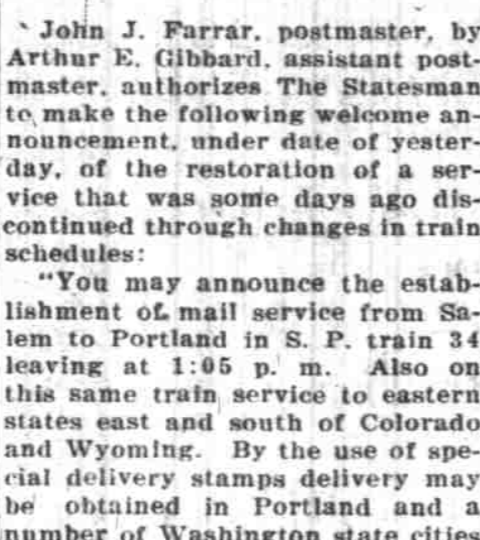 John J. Farrar, postmaster, by
Arthur E. Gibbard, assistant post-
master, authorizes The Statesman
to make the following welcome an-
nouncement, under date of yester-
day, of the restoration of a ser-
vice that was some days ago dis-
continued through changes in train
schedules:
"You may announce the estab-
lishment of mail service from Sa-
lem to Portland in S. P. train 34
leaving at 1:05 p. m. Also on
this same train service to eastern
states east and south of Colorado
and Wyoming. By the use of spe-
cial delivery stamps delivery may
be obtained in Portland and a
number of Washington state cities